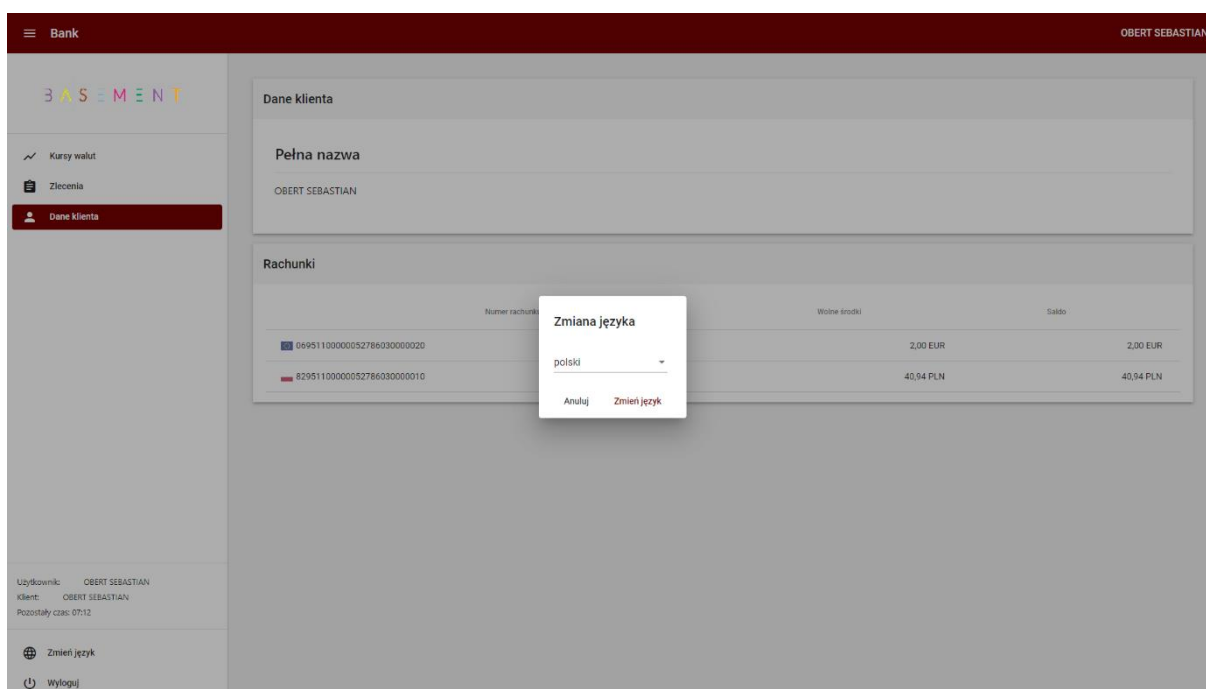 Bank
OBERT SEBASTIAN
BASEMENT
Kursy walut
Zlecenia
Dane klienta
Dane klienta
Pełna nazwa
OBERT SEBASTIAN
Rachunki
Numer rachunku Wolne środki Saldo
06951100000052786030000020 2,00 EUR 2,00 EUR
82951100000052786030000010 40,94 PLN 40,94 PLN
Zmiana języka
polski
Anuluj Zmień język
Użytkownik: OBERT SEBASTIAN
Klient: OBERT SEBASTIAN
Pozostały czas: 07:12
Zmień język
Wyloguj